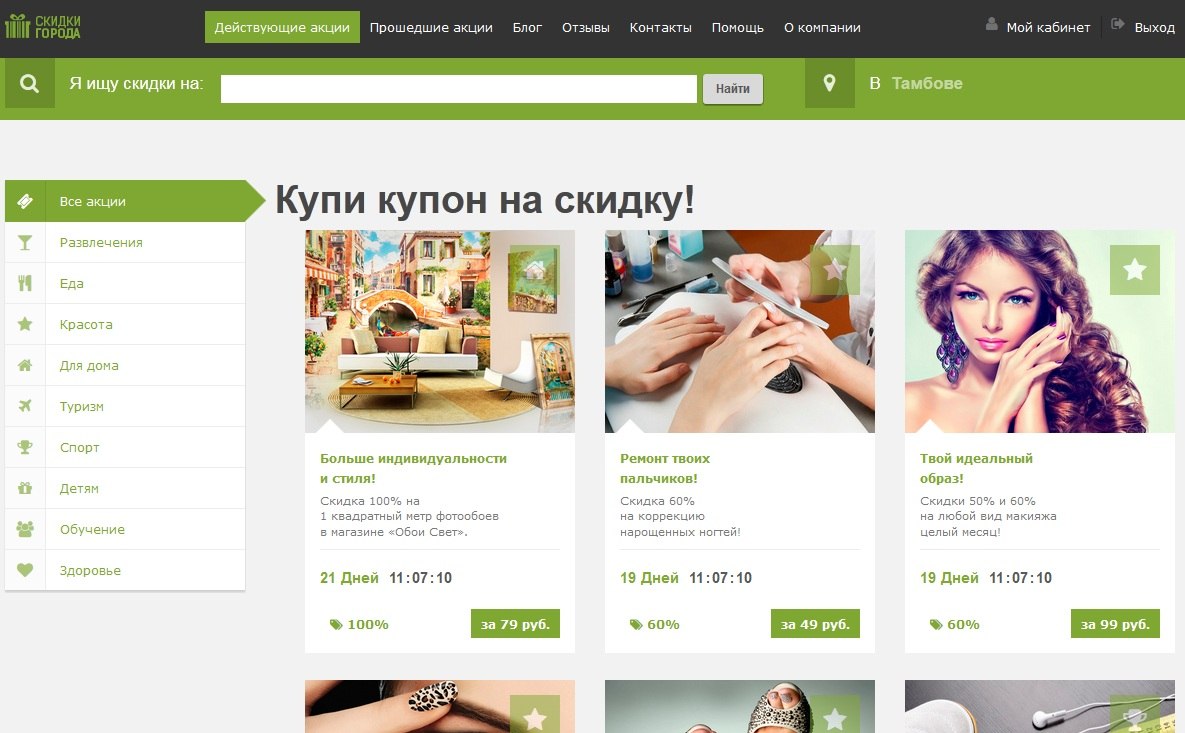 СКИДКИ
ГОРОДА
Действующие акции Прошедшие акции Блог Отзывы Контакты Помощь О компании Мой кабинет Выход
Я ищу скидки на: Найти В Тамбове
Купи купон на скидку!
Все акции
Развлечения
Еда
Красота
Для дома
Туризм
Спорт
Детям
Обучение
Здоровье
Больше индивидуальности
и стиля!
Скидка 100% на
1 квадратный метр фотообоев
в магазине «Обои Свет».
21 Дней 11:07:10
100% за 79 руб.
Ремонт твоих
пальчиков!
Скидка 60%
на коррекцию
нарощенных ногтей!
19 Дней 11:07:10
60% за 49 руб.
Твой идеальный
образ!
Скидки 50% и 60%
на любой вид макияжа
целый месяц!
19 Дней 11:07:10
60% за 99 руб.